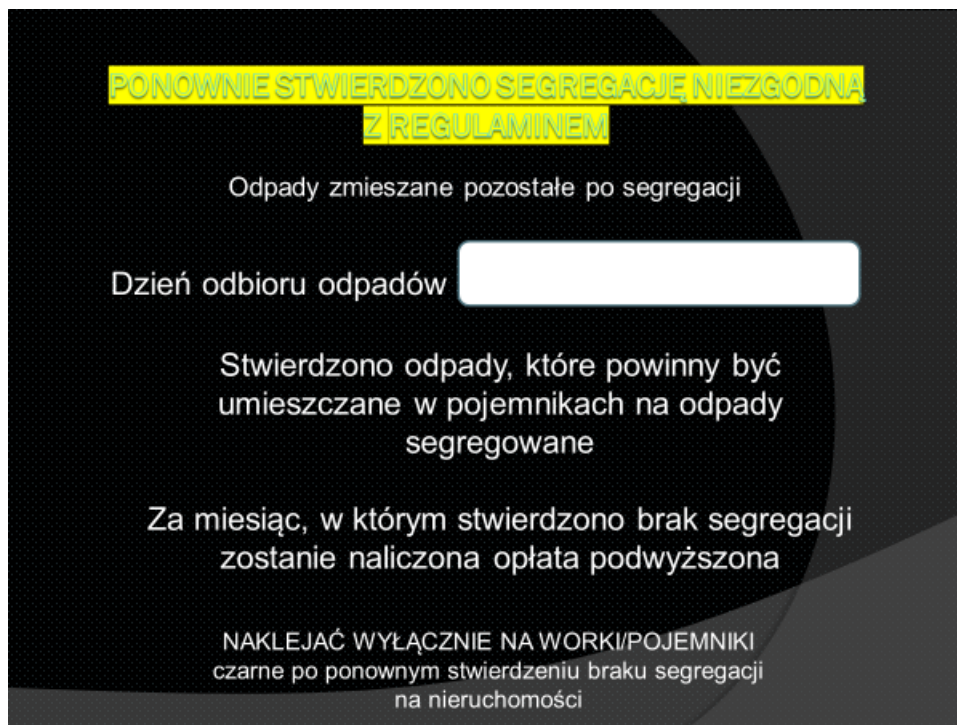 PONOWNIE STWIERDZONO SEGREGACJĘ NIEZGODNĄ
Z REGULAMINEM
Odpady zmieszane pozostałe po segregacji
Dzień odbioru odpadów
Stwierdzono odpady, które powinny być
umieszczane w pojemnikach na odpady
segregowane
Za miesiąc, w którym stwierdzono brak segregacji
zostanie naliczona opłata podwyższona
NAKLEJAĆ WYŁĄCZNIE NA WORKI/POJEMNIKI
czarne po ponownym stwierdzeniu braku segregacji
na nieruchomości